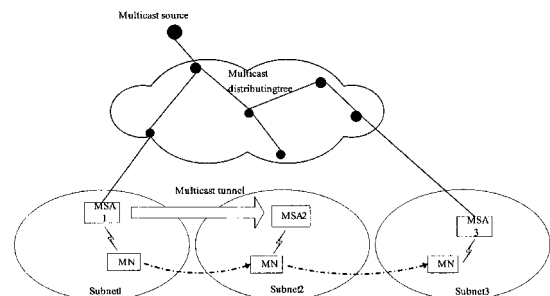 Multicast source
Multicast
distributingtree
Multicast tunnel
MSA
1
MSA2
MSA
3
MN
MN
MN
Subnet1
Subnet2
Subnet3